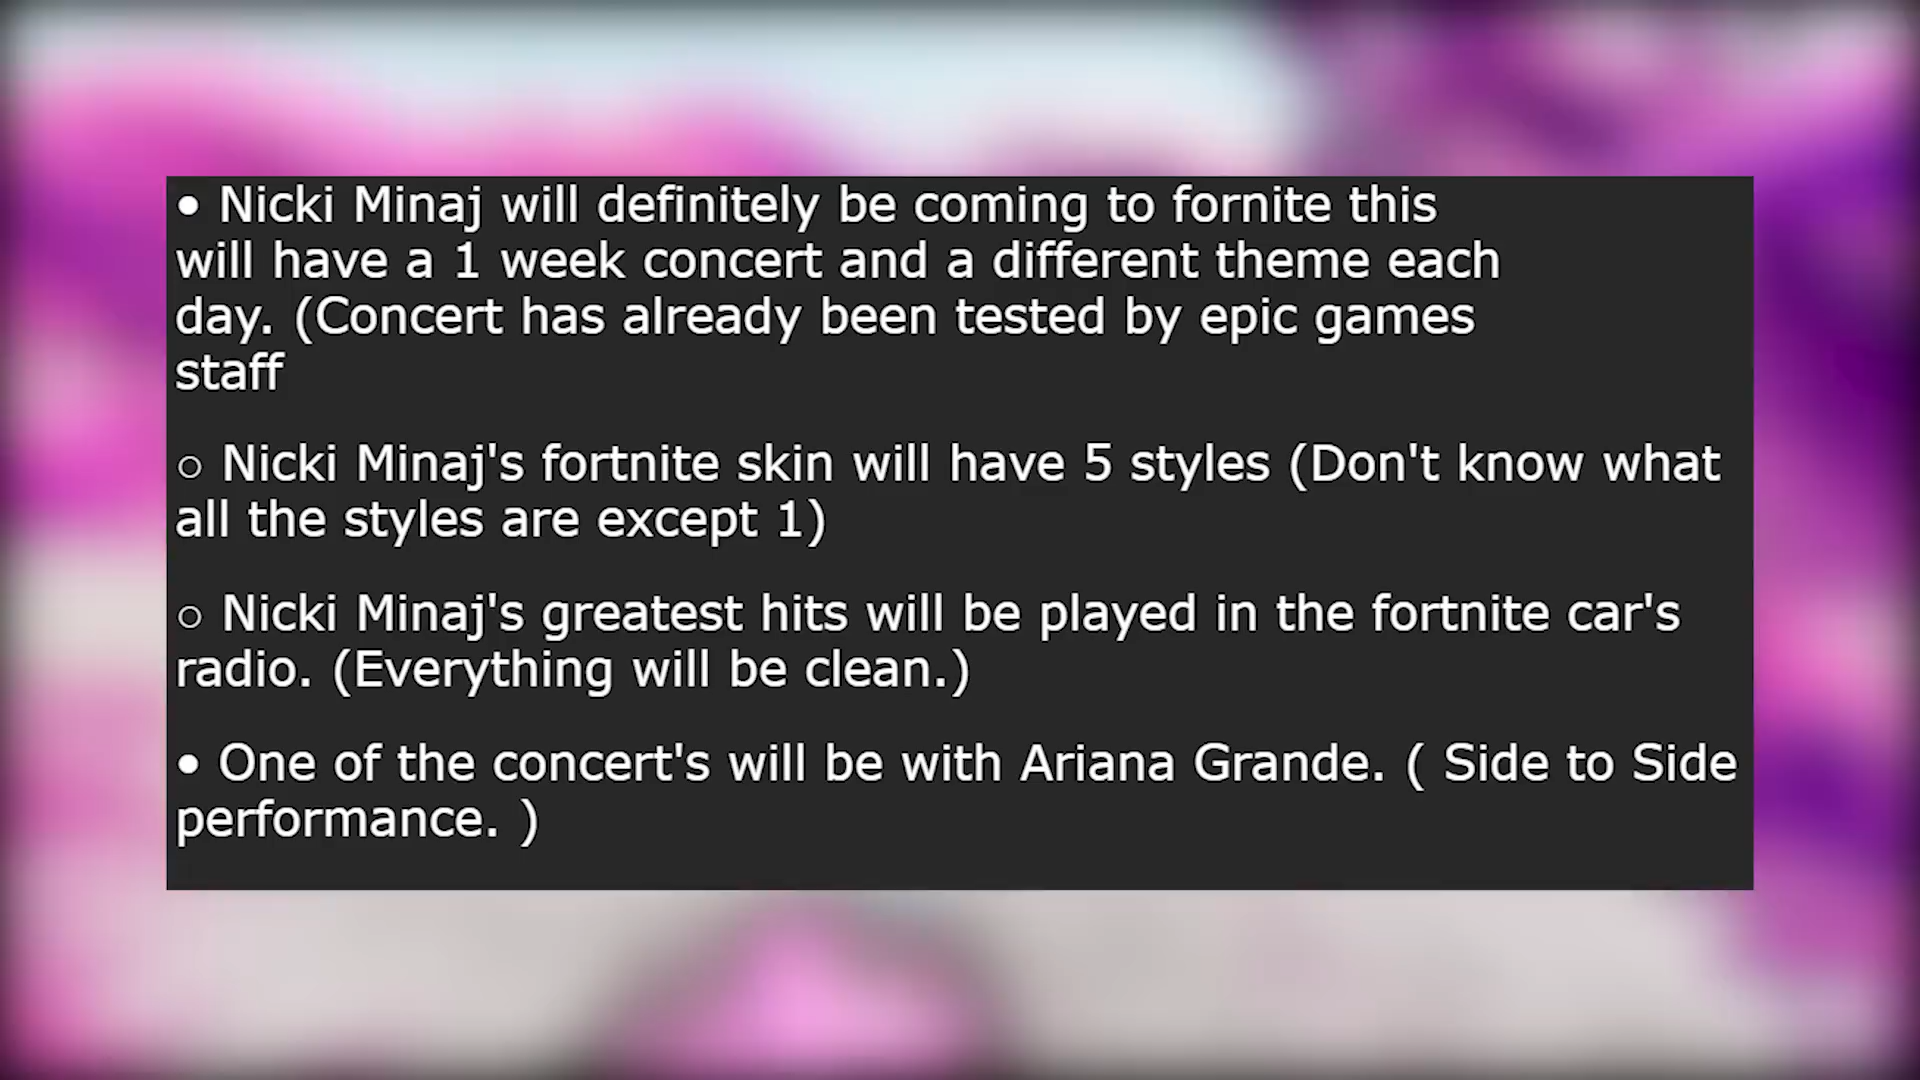 • Nicki Minaj will definitely be coming to fornite this
will have a 1 week concert and a different theme each
day. (Concert has already been tested by epic games
staff
○ Nicki Minaj's fortnite skin will have 5 styles (Don't know what
all the styles are except 1)
○ Nicki Minaj's greatest hits will be played in the fortnite car's
radio. (Everything will be clean.)
• One of the concert's will be with Ariana Grande. ( Side to Side
performance. )